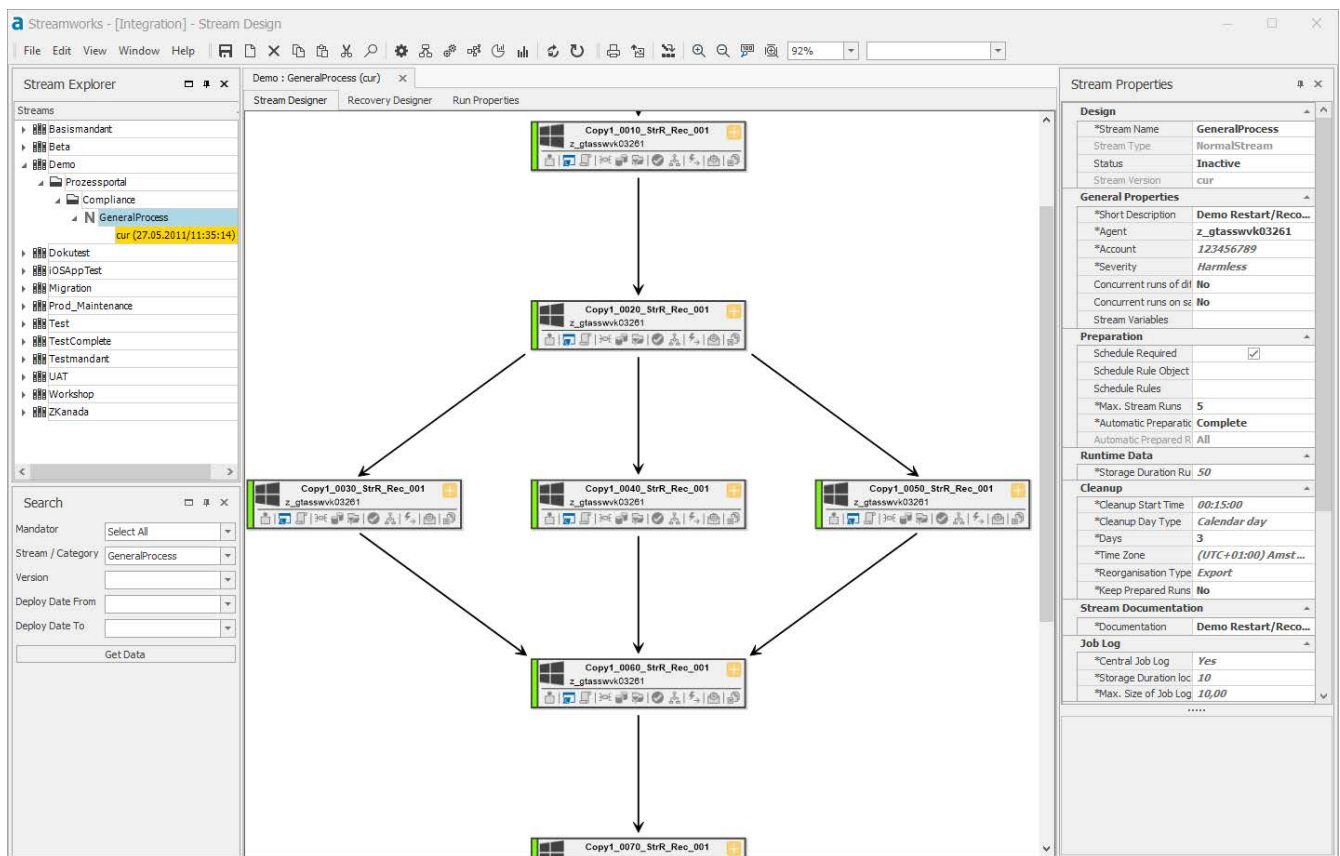 a Streamworks - [Integration] - Stream Design
File Edit View Window Help 92%
Stream Explorer
Streams
Basismandant
Beta
Demo
Prozessportal
Compliance
N GeneralProcess
cur (27.05.2011/11:35:14)
Dokutest
iOSAppTest
Migration
Prod_Maintenance
Test
TestComplete
Testmandant
UAT
Workshop
ZKanada
Search
Mandator Select All
Stream / Category GeneralProcess
Version
Deploy Date From
Deploy Date To
Get Data
Demo : GeneralProcess (cur)
Stream Designer Recovery Designer Run Properties
Copy1_0010_StrR_Rec_001
z_gtasswvk03261
Copy1_0020_StrR_Rec_001
z_gtasswvk03261
Copy1_0030_StrR_Rec_001
z_gtasswvk03261
Copy1_0040_StrR_Rec_001
z_gtasswvk03261
Copy1_0050_StrR_Rec_001
z_gtasswvk03261
Copy1_0060_StrR_Rec_001
z_gtasswvk03261
Copy1_0070_StrR_Rec_001
Stream Properties
Design
*Stream Name GeneralProcess
Stream Type NormalStream
Status Inactive
Stream Version cur
General Properties
*Short Description Demo Restart/Reco...
*Agent z_gtasswvk03261
*Account 123456789
*Severity Harmless
Concurrent runs of dif No
Concurrent runs on sa No
Stream Variables
Preparation
Schedule Required
Schedule Rule Object
Schedule Rules
*Max. Stream Runs 5
*Automatic Preparatic Complete
Automatic Prepared R All
Runtime Data
*Storage Duration Ru 50
Cleanup
*Cleanup Start Time 00:15:00
*Cleanup Day Type Calendar day
*Days 3
*Time Zone (UTC+01:00) Amst...
*Reorganisation Type Export
*Keep Prepared Runs No
Stream Documentation
*Documentation Demo Restart/Reco...
Job Log
*Central Job Log Yes
*Storage Duration loc 10
*Max. Size of Job Log 10,00